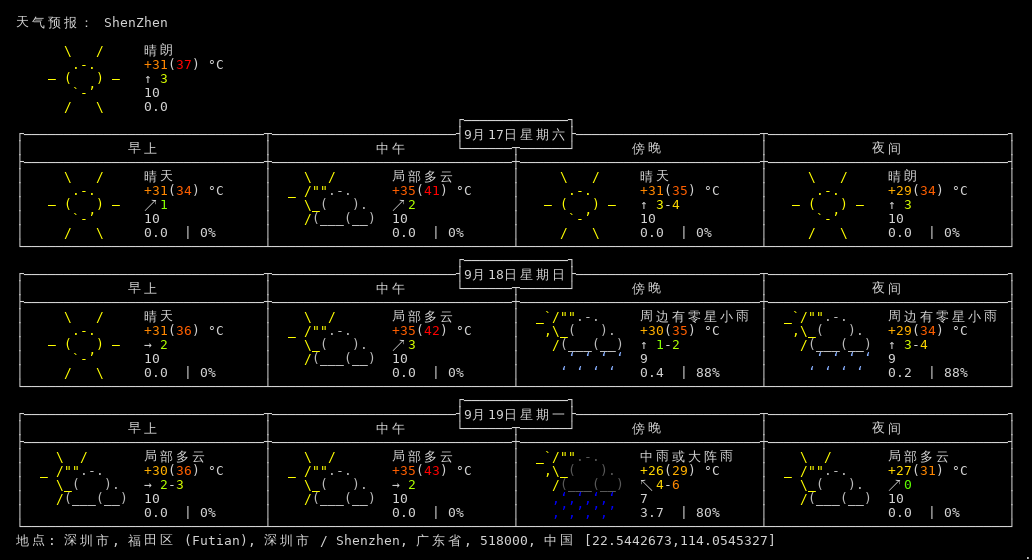 天气预报: ShenZhen
晴朗
+31(37) °C
↑ 3
10
0.0
9月17日星期六
早上 中午 傍晚 夜间
晴天 局部多云 晴天 晴朗
+31(34) °C +35(41) °C +31(35) °C +29(34) °C
↗ 1 ↗ 2 ↑ 3-4 ↑ 3
10 10 10 10
0.0 | 0% 0.0 | 0% 0.0 | 0% 0.0 | 0%
9月18日星期日
早上 中午 傍晚 夜间
晴天 局部多云 周边有零星小雨 周边有零星小雨
+31(36) °C +35(42) °C +30(35) °C +29(34) °C
→ 2 ↗ 3 ↑ 1-2 ↑ 3-4
10 10 9 9
0.0 | 0% 0.0 | 0% 0.4 | 88% 0.2 | 88%
9月19日星期一
早上 中午 傍晚 夜间
局部多云 局部多云 中雨或大阵雨 局部多云
+30(36) °C +35(43) °C +26(29) °C +27(31) °C
→ 2-3 → 2 ↖ 4-6 ↗ 0
10 10 7 10
0.0 | 0% 0.0 | 0% 3.7 | 80% 0.0 | 0%
地点: 深圳市, 福田区 (Futian), 深圳市 / Shenzhen, 广东省, 518000, 中国 [22.5442673,114.0545327]